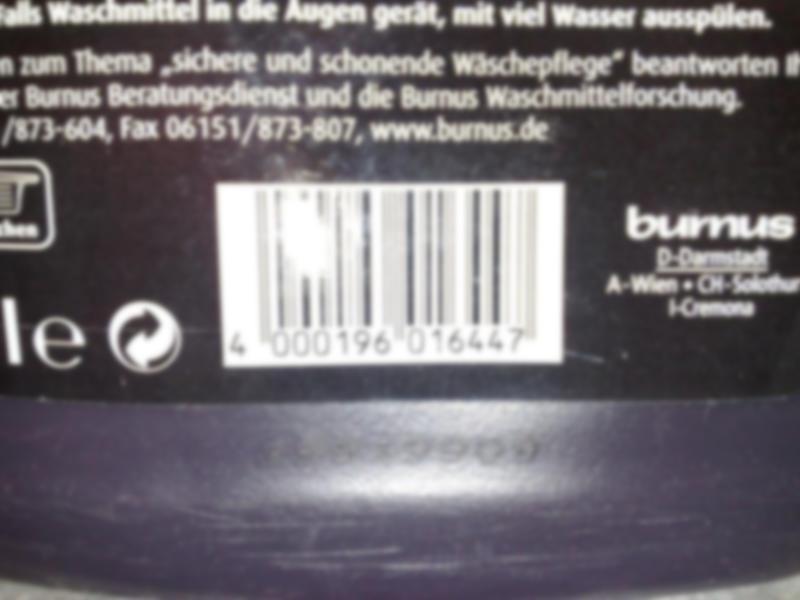 Falls Waschmittel in die Augen gerät, mit viel Wasser ausspülen.
zum Thema „sichere und schonende Wäschepflege“ beantworten
Burnus Beratungsdienst und die Burnus Waschmittelforschung.
/873-604, Fax 06151/873-807, www.burnus.de
burnus
D-Darmstadt
A-Wien • CH-Solothur
I-Cremona
l e
4 000196 016447